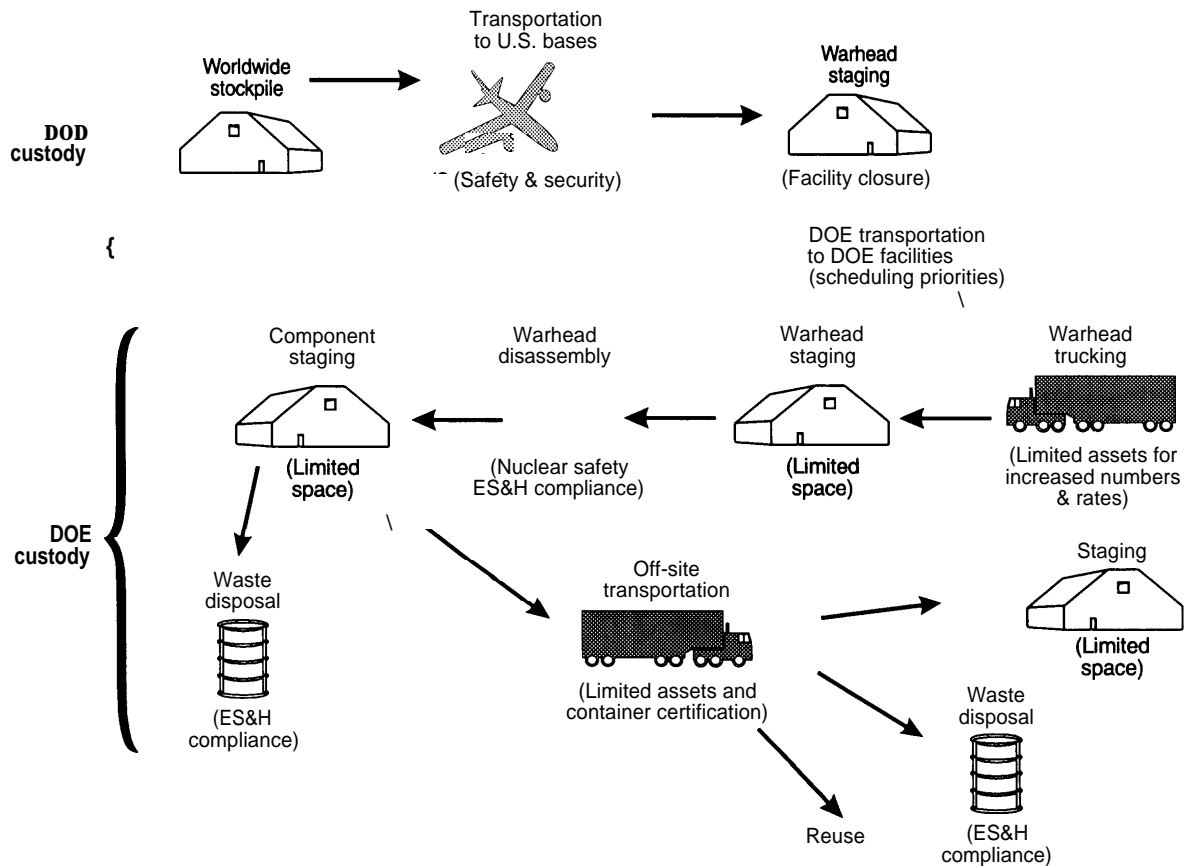 Transportation
to U.S. bases
Worldwide
stockpile
Warhead
staging
DOD
custody
(Safety & security)
(Facility closure)
{
DOE transportation
to DOE facilities
(scheduling priorities)
\
Component
staging
Warhead
disassembly
Warhead
staging
Warhead
trucking
(Limited
space)
(Nuclear safety
ES&H compliance)
(Limited
space)
(Limited assets for
increased numbers
& rates)
\
DOE
custody
Waste
disposal
Off-site
transportation
Staging
(Limited
space)
(ES&H
compliance)
(Limited assets and
container certification)
Waste
disposal
Reuse
(ES&H
compliance)